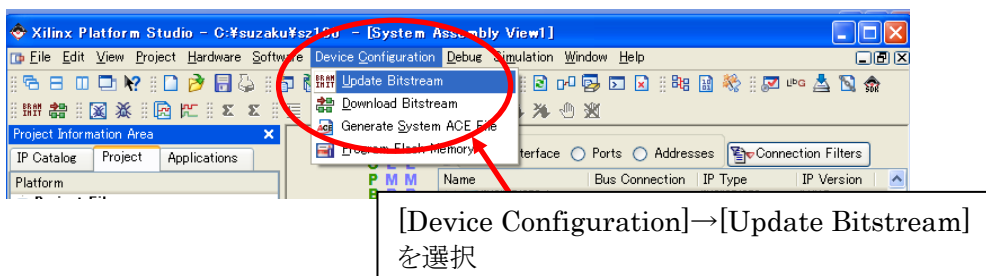 Xilinx Platform Studio - C:¥suzaku¥sz130 - [System Assembly View1]
File Edit View Project Hardware Software Device Configuration Debug Simulation Window Help
Update Bitstream
Download Bitstream
Generate System ACE File
Program Flash Memory
Project Information Area
IP Catalog Project Applications
Interface Ports Addresses Connection Filters
Platform
P M M Name Bus Connection IP Type IP Version
[Device Configuration]→[Update Bitstream]
を選択